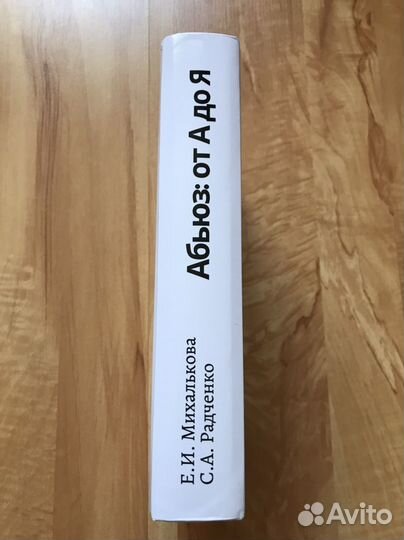 Абьюз: от А до Я
Е.И. Михалькова
С.А. Радченко
Avito